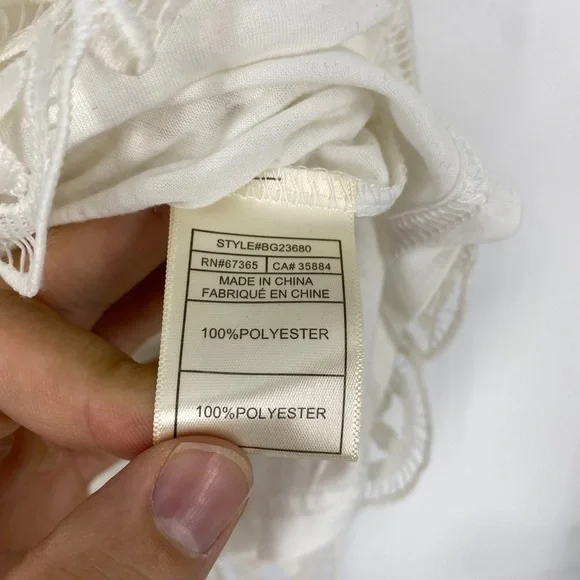 STYLE#BG23680
RN#67365 CA# 35884
MADE IN CHINA
FABRIQUÉ EN CHINE
100%POLYESTER
100%POLYESTER